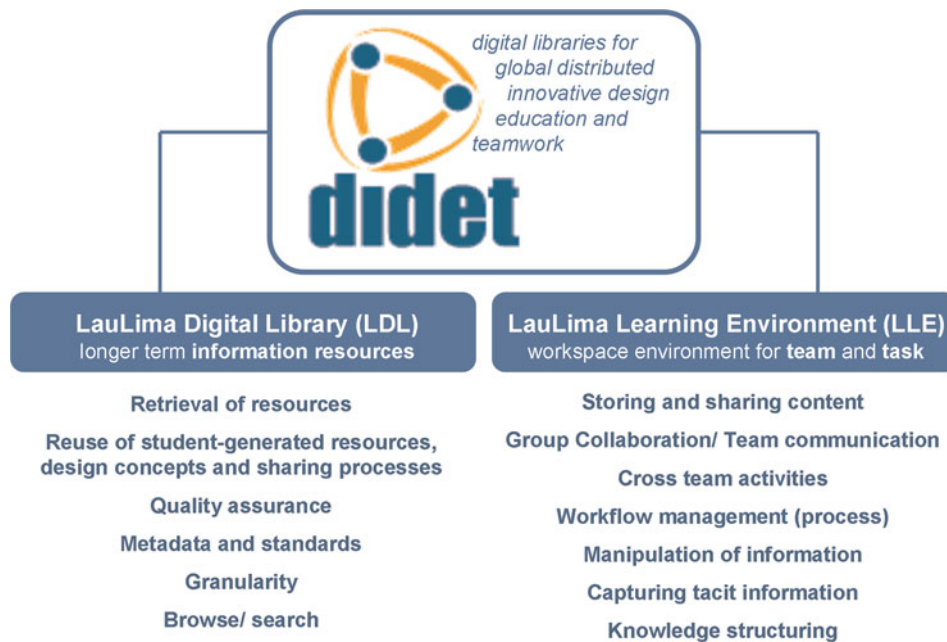 digital libraries for
global distributed
innovative design
education and
teamwork
didet
LauLima Digital Library (LDL)
longer term information resources
Retrieval of resources
Reuse of student-generated resources,
design concepts and sharing processes
Quality assurance
Metadata and standards
Granularity
Browse/ search
LauLima Learning Environment (LLE)
workspace environment for team and task
Storing and sharing content
Group Collaboration/ Team communication
Cross team activities
Workflow management (process)
Manipulation of information
Capturing tacit information
Knowledge structuring